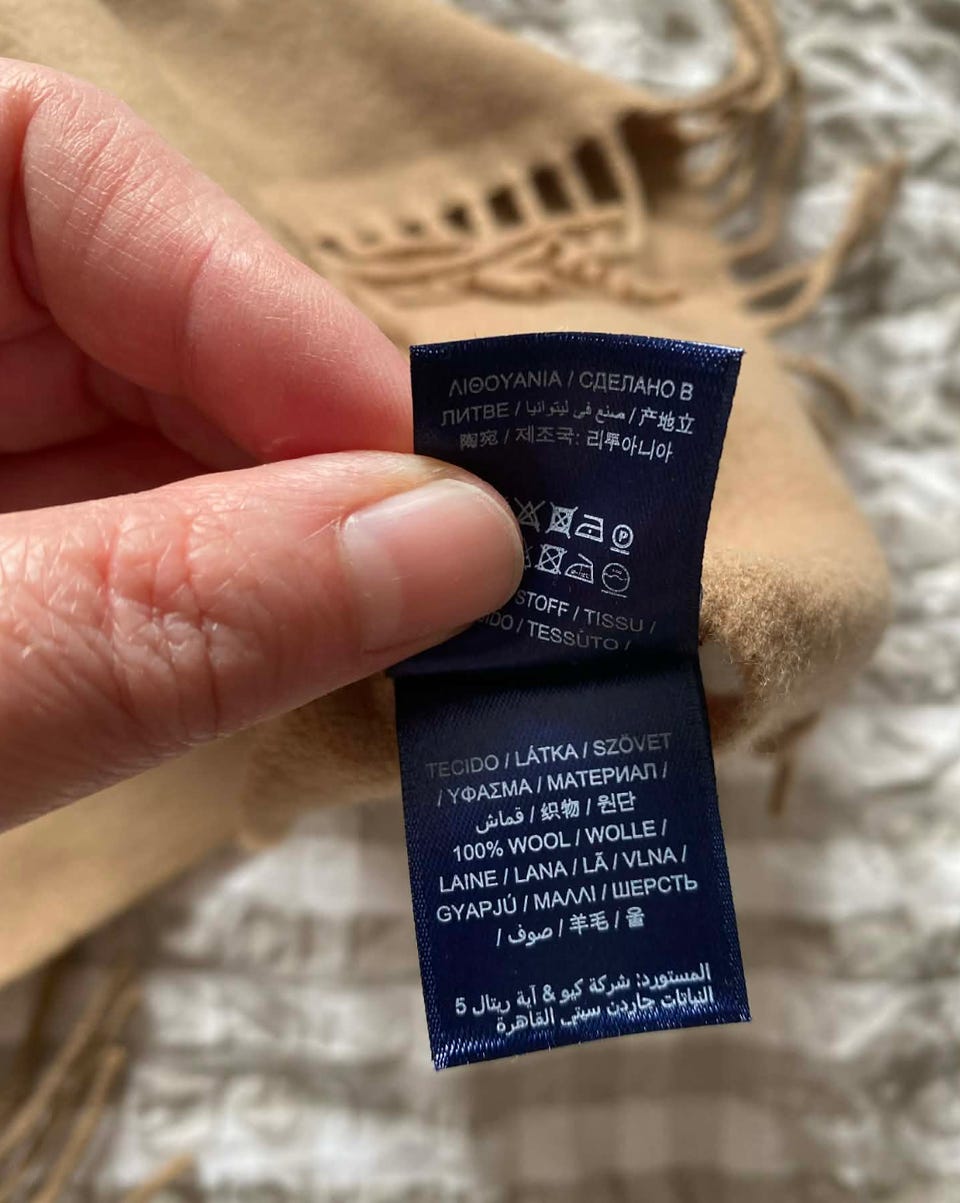 ΛΙΘΟΥΑΝΙΑ / СДЕЛАНО В
ЛИТВЕ / صنع في ليتوانيا / 产地立
陶宛 / 제조국: 리투아니아
P
STOFF / TISSU /
TESSUTO /
TECIDO / LÁTKA / SZÖVET
/ ΥΦΑΣΜΑ / МАТЕРИАЛ /
قماش / 织物 / 원단
100% WOOL / WOLLE /
LAINE / LANA / LÃ / VLNA /
GYAPJÚ / ΜΑΛΛΙ / ШЕРСТЬ
/ صوف / 羊毛 / 울
المستورد: شركة كيو & آية ريتال 5
النباتات جاردن سيتي القاهرة